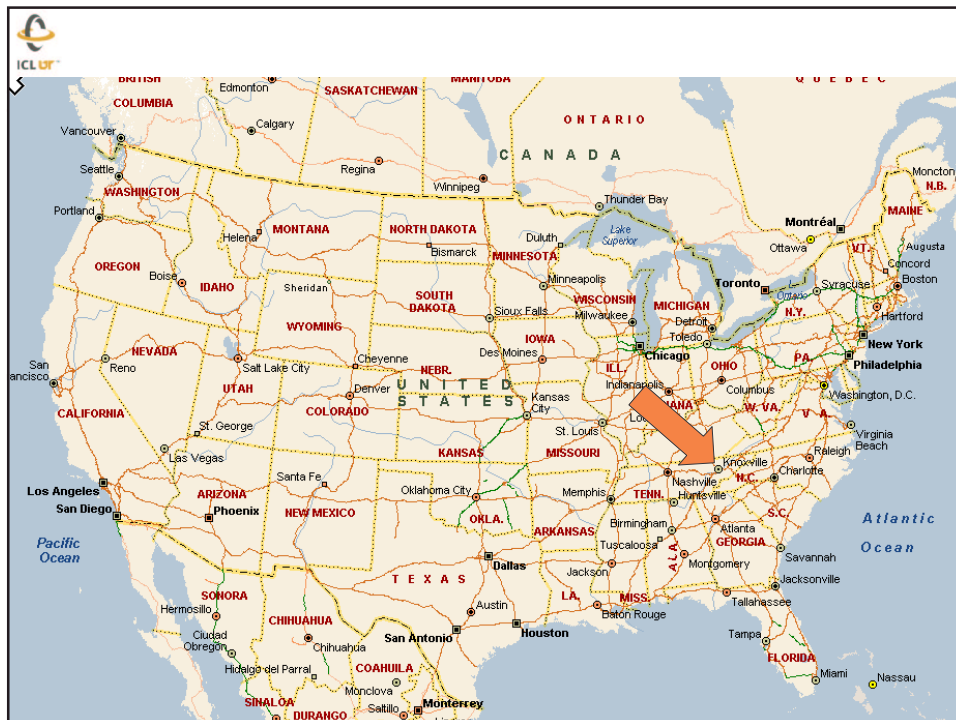 ICL UT
BRITISH
COLUMBIA
Edmonton
SASKATCHEWAN
MANITOBA
QUEBEC
ONTARIO
CANADA
Vancouver
Calgary
Regina
Winnipeg
Seattle
WASHINGTON
Thunder Bay
Moncton
N.B.
MAINE
Montréal
Portland
Helena
MONTANA
NORTH DAKOTA
Bismarck
Duluth
Lake
Superior
Ottawa
VT.
Augusta
Concord
MINNESOTA
OREGON
Boise
IDAHO
Sheridan
SOUTH
DAKOTA
Minneapolis
WISCONSIN
MICHIGAN
Toronto
Ontario
Syracuse
Boston
WYOMING
Sioux Falls
Milwaukee
Detroit
N.Y.
Hartford
NEVADA
Reno
Salt Lake City
Cheyenne
IOWA
Des Moines
Chicago
Toledo
New York
San
ancisco
UTAH
NEBR.
ILL.
OHIO
PA.
Philadelphia
UNITED
STATES
Denver
COLORADO
Indianapolis
Columbus
Washington, D.C.
CALIFORNIA
Kansas
City
IANA
W. VA.
VA.
St. George
St. Louis
Lo
Virginia
Beach
Las Vegas
KANSAS
MISSOURI
Knoxville
Raleigh
Santa Fe
Nashville
N.C.
Charlotte
Los Angeles
ARIZONA
Oklahoma City
Memphis
TENN.
Huntsville
San Diego
Phoenix
NEW MEXICO
OKLA.
ARKANSAS
Birmingham
Atlanta
S.C.
Atlantic
Ocean
Pacific
Ocean
Tuscaloosa
GEORGIA
Savannah
Dallas
ALA.
Montgomery
TEXAS
Jackson
Jacksonville
SONORA
LA.
MISS.
Tallahassee
Hermosillo
CHIHUAHUA
Austin
Baton Rouge
Ciudad
Obregon
Chihuahua
San Antonio
Houston
Tampa
FLORIDA
Hidalgo del Parral
COAHUILA
Monclova
Miami
Nassau
SINALOA
DURANGO
Saltillo
Monterrey